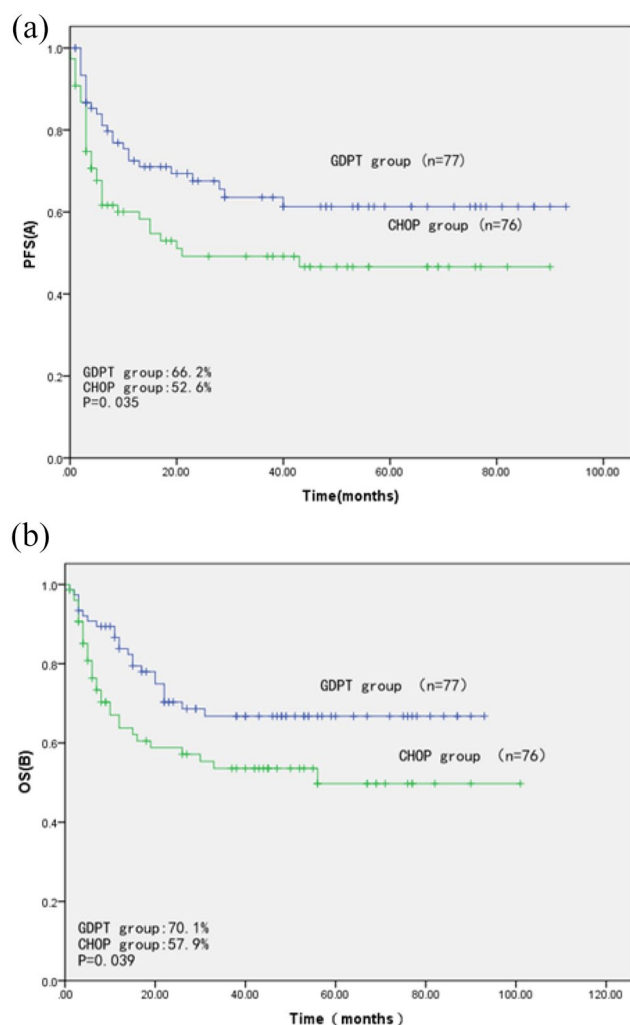 (a)
1.0
0.8
0.6
0.4
0.2
0.0
PFS(A)
GDPT group (n=77)
CHOP group (n=76)
GDPT group:66.2%
CHOP group:52.6%
P=0.035
.00 20.00 40.00 60.00 80.00 100.00
Time(months)
(b)
1.0
0.8
0.6
0.4
0.2
0.0
OS(B)
GDPT group (n=77)
CHOP group (n=76)
GDPT group:70.1%
CHOP group:57.9%
P=0.039
.00 20.00 40.00 60.00 80.00 100.00 120.00
Time（months）